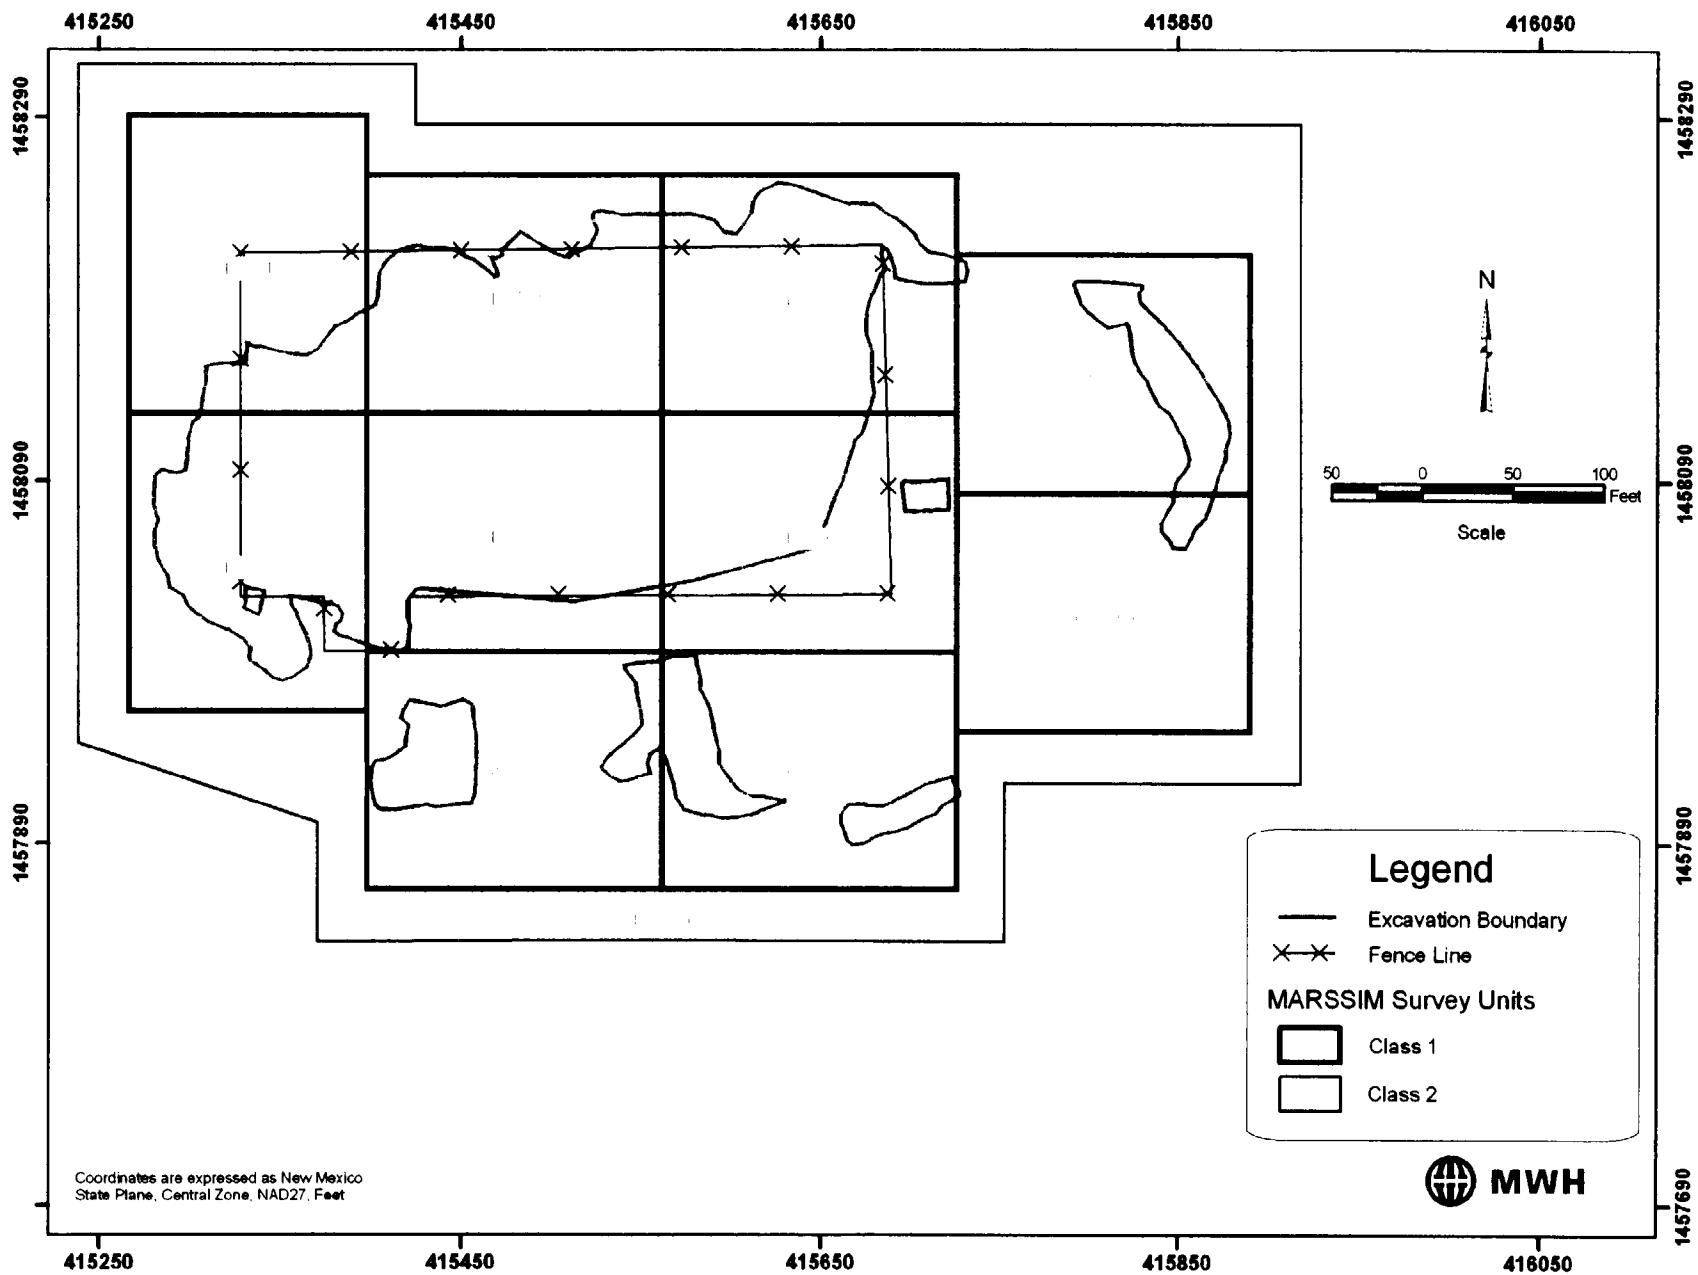 415250 415450 415650 415850 416050
1458290 1458290
N
1458090 1458090
50 0 50 100
Feet
Scale
1457890 1457890
Legend
Excavation Boundary
Fence Line
MARSSIM Survey Units
Class 1
Class 2
Coordinates are expressed as New Mexico
State Plane, Central Zone, NAD27, Feet
MWH
1457690
415250 415450 415650 415850 416050